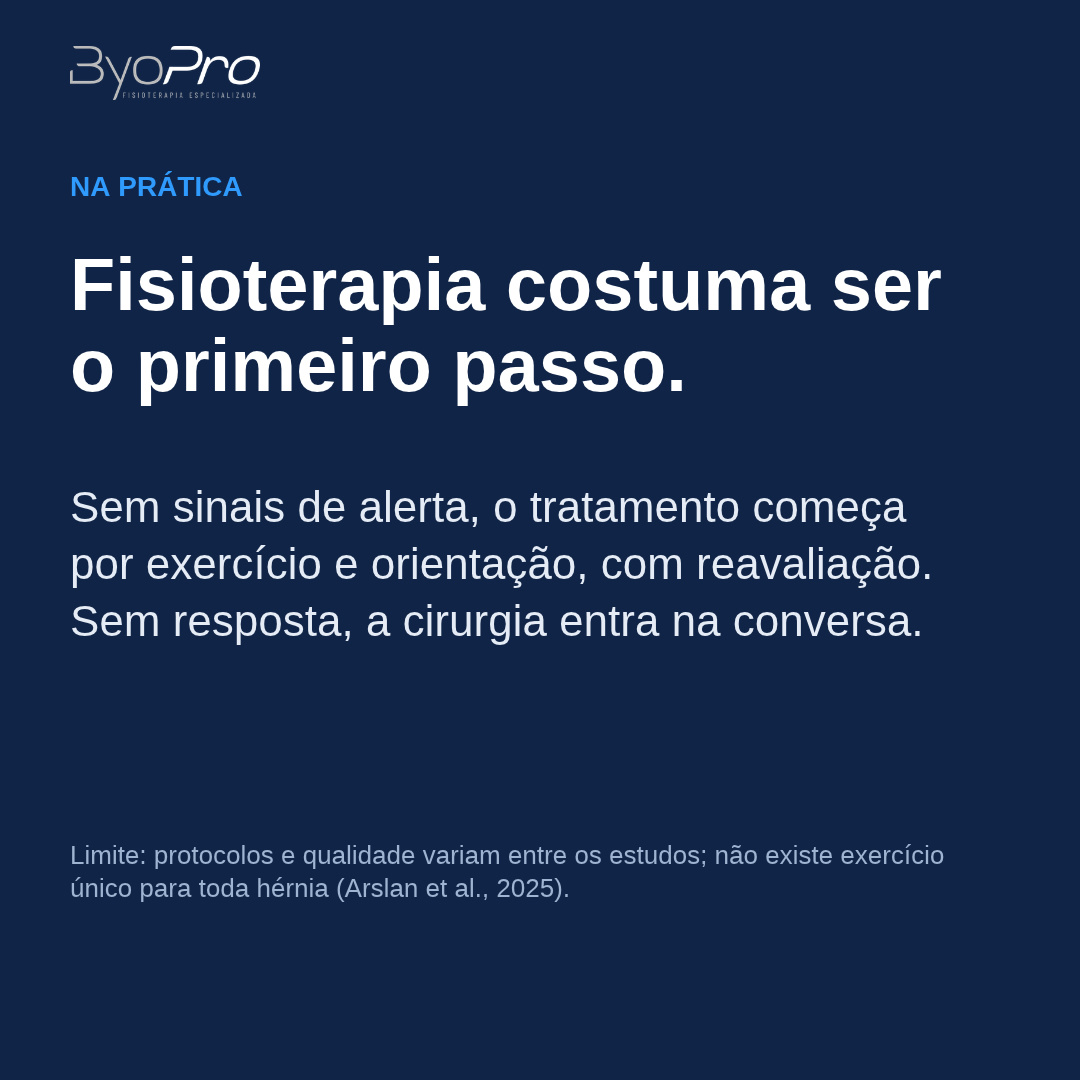 ByoPro
FISIOTERAPIA ESPECIALIZADA
NA PRÁTICA
Fisioterapia costuma ser
o primeiro passo.
Sem sinais de alerta, o tratamento começa
por exercício e orientação, com reavaliação.
Sem resposta, a cirurgia entra na conversa.
Limite: protocolos e qualidade variam entre os estudos; não existe exercício
único para toda hérnia (Arslan et al., 2025).